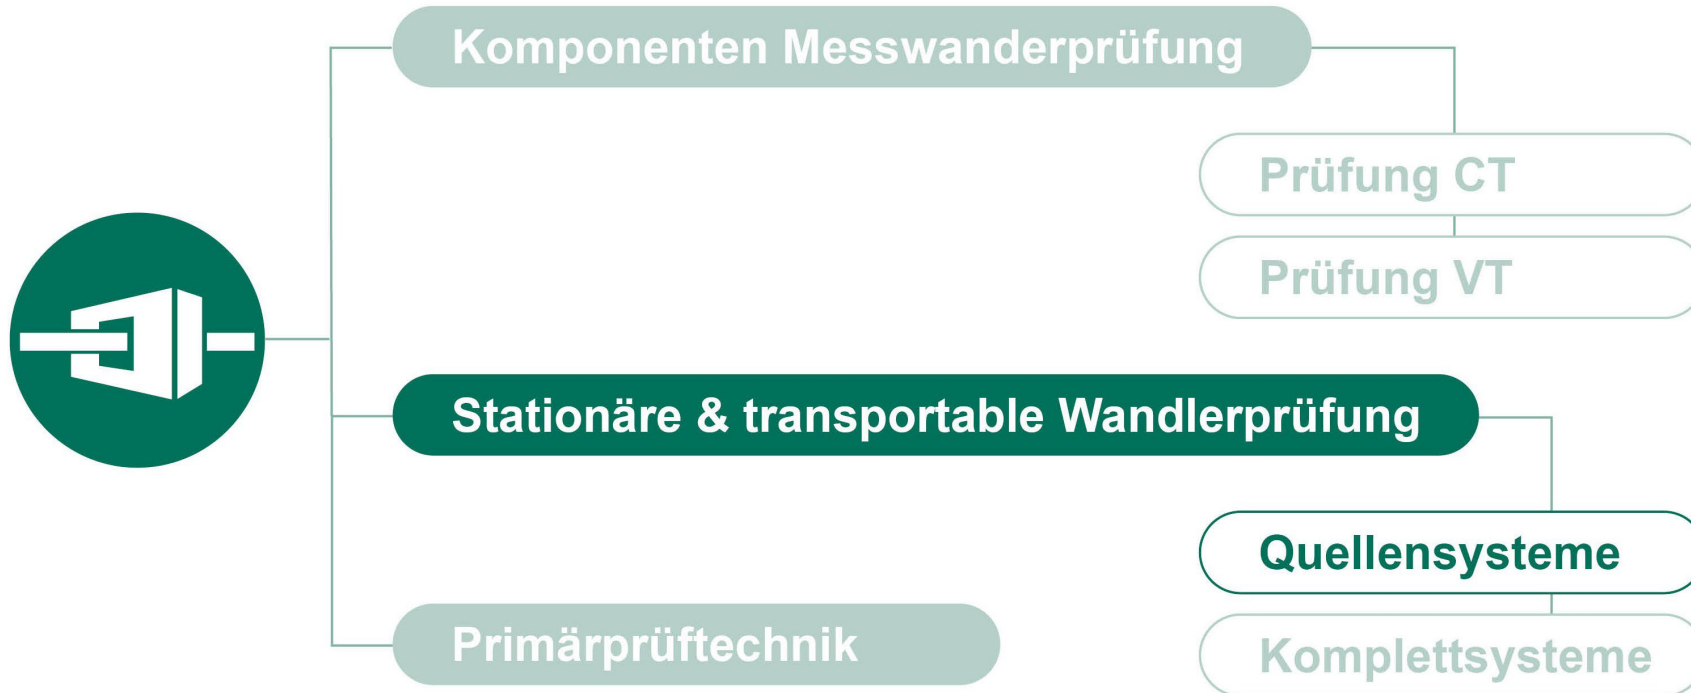 Komponenten Messwanderprüfung
Prüfung CT
Prüfung VT
Stationäre & transportable Wandlerprüfung
Quellensysteme
Primärprüftechnik
Komplettsysteme